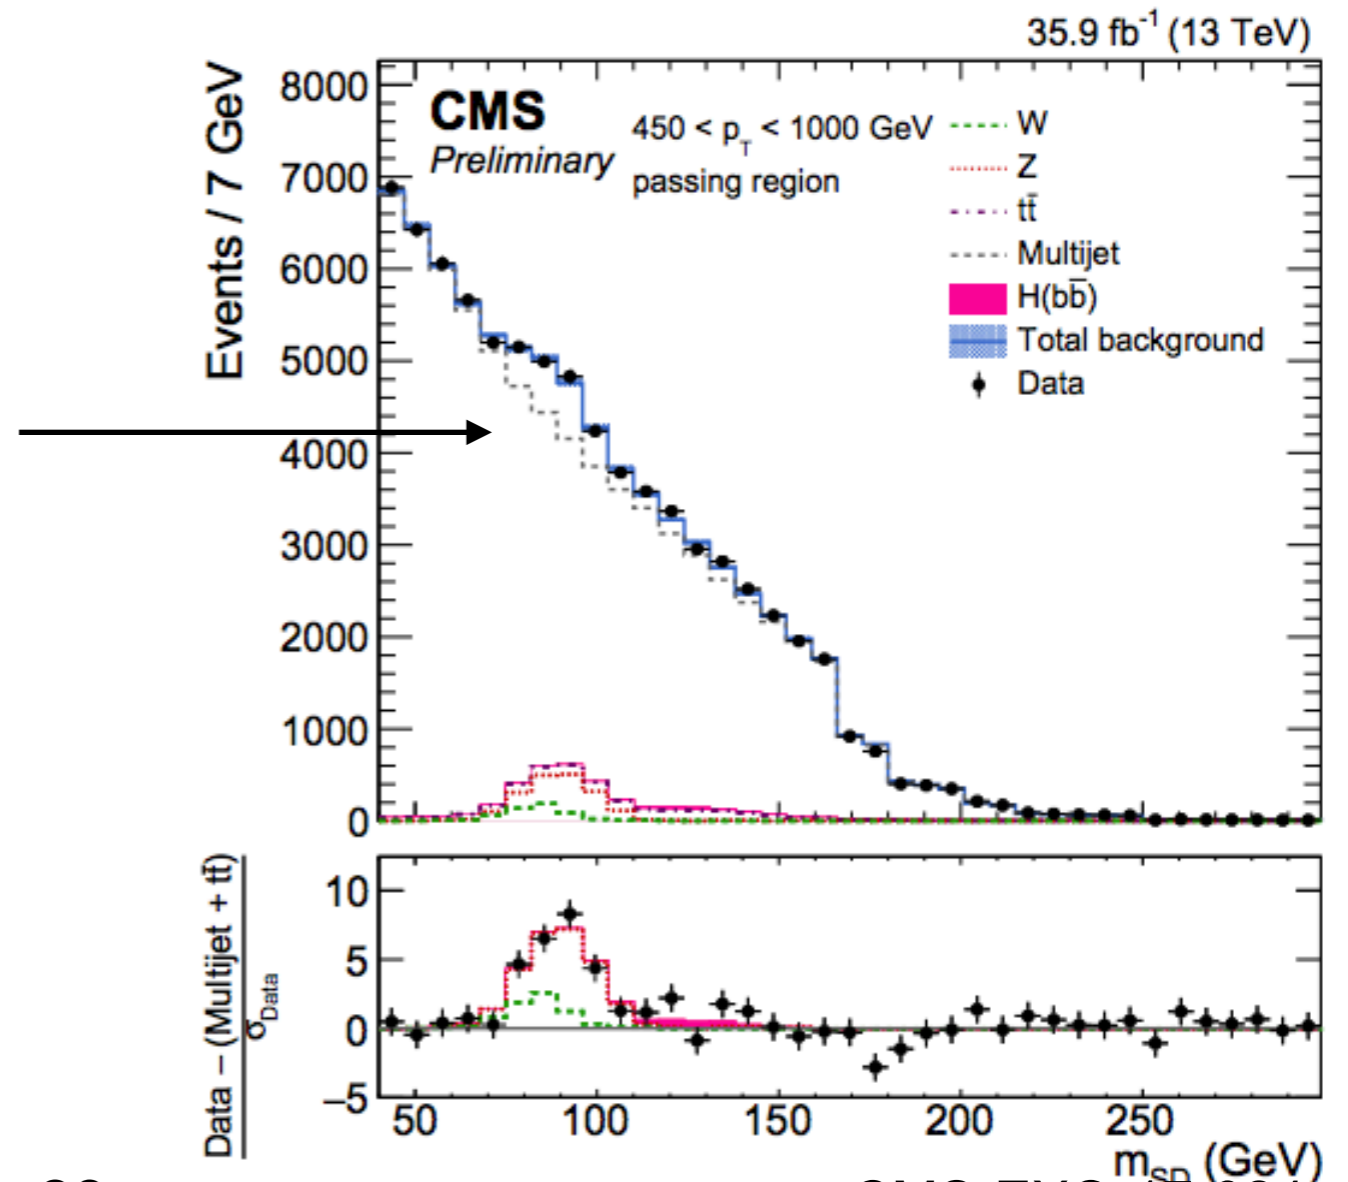 35.9 fb⁻¹ (13 TeV)
Events / 7 GeV
8000
7000
6000
5000
4000
3000
2000
1000
0
CMS
Preliminary
450 < p_T < 1000 GeV
passing region
W
Z
tt̄
Multijet
H(bb̄)
Total background
Data
Data − (Multijet + tt̄)
σ_Data
10
5
0
−5
50 100 150 200 250
m_SD (GeV)